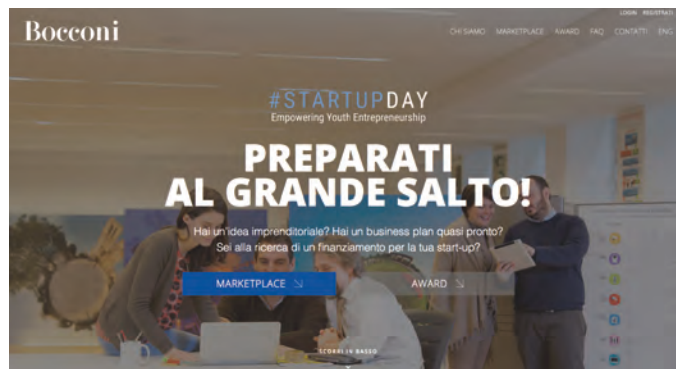 LOGIN REGISTRATI
Bocconi
CHI SIAMO MARKETPLACE AWARD FAQ CONTATTI ENG
#STARTUPDAY
Empowering Youth Entrepreneurship
PREPARATI
AL GRANDE SALTO!
Hai un'idea imprenditoriale? Hai un business plan quasi pronto?
Sei alla ricerca di un finanziamento per la tua start-up?
MARKETPLACE
AWARD
SCORRI IN BASSO